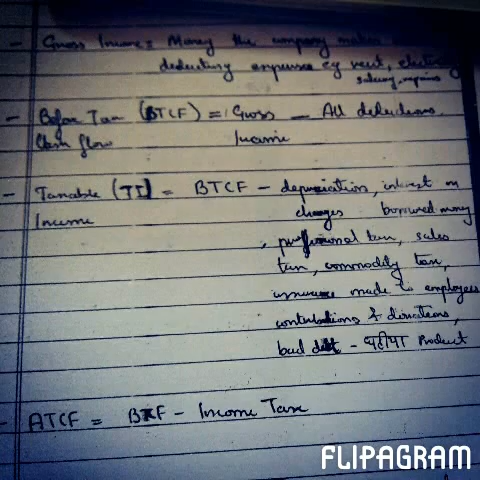 - Gross Income = Money the company makes
deducting expenses eg rent, electricity
salary, repairs
- Before Tax (BTCF) = Gross - All deductions.
Cash flow Income
- Taxable (TI) = BTCF - depreciation, interest on
Income charges borrowed money
, professional tax, sales
tax, commodity tax,
insurance made to employees
contributions & donations,
bad debt - घटीया Product
- ATCF = BTCF - Income Tax
FLIPAGRAM